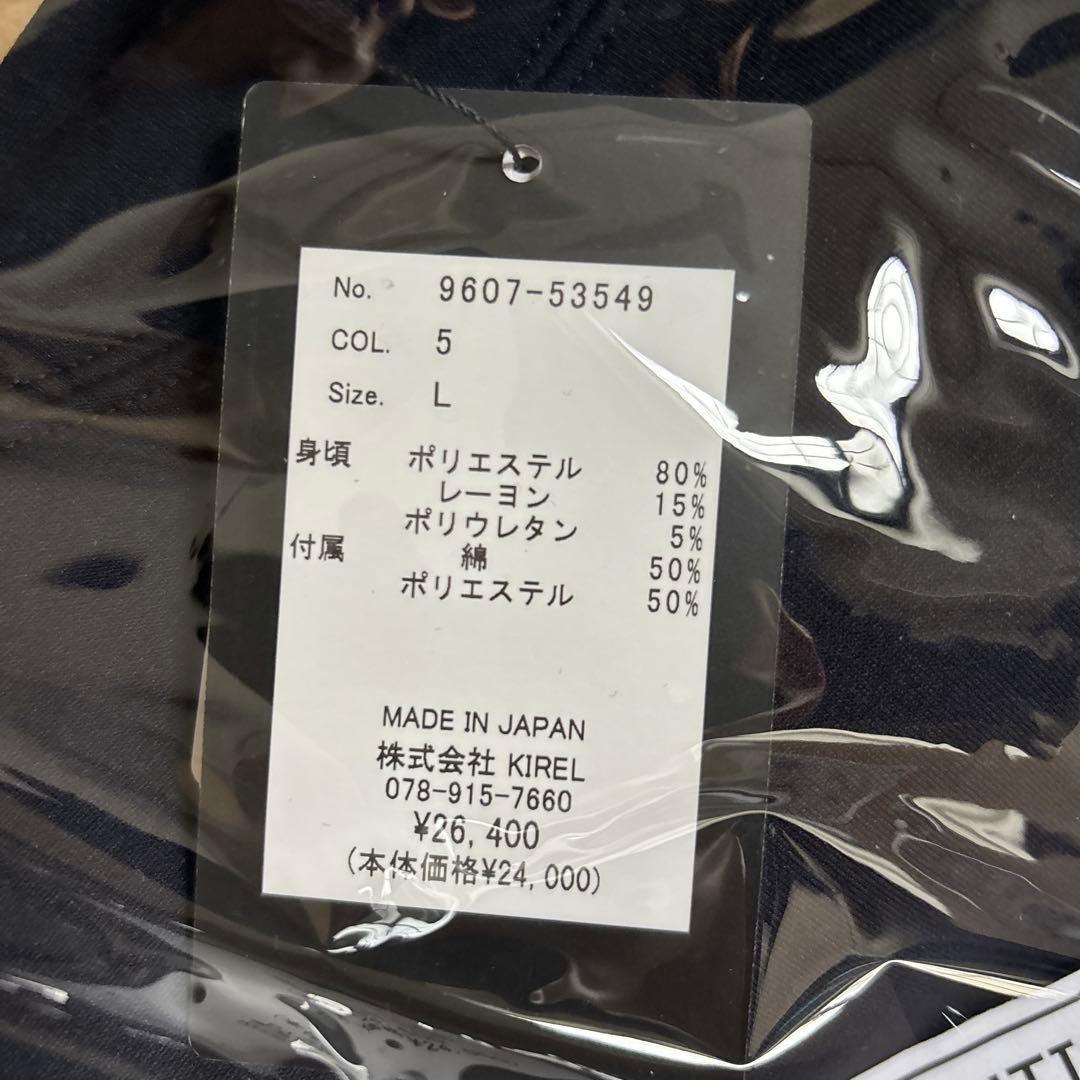 No. 9607-53549
COL. 5
Size. L
身頃 ポリエステル 80%
レーヨン 15%
ポリウレタン 5%
付属 綿 50%
ポリエステル 50%
MADE IN JAPAN
株式会社 KIREL
078-915-7660
¥26,400
(本体価格¥24,000)